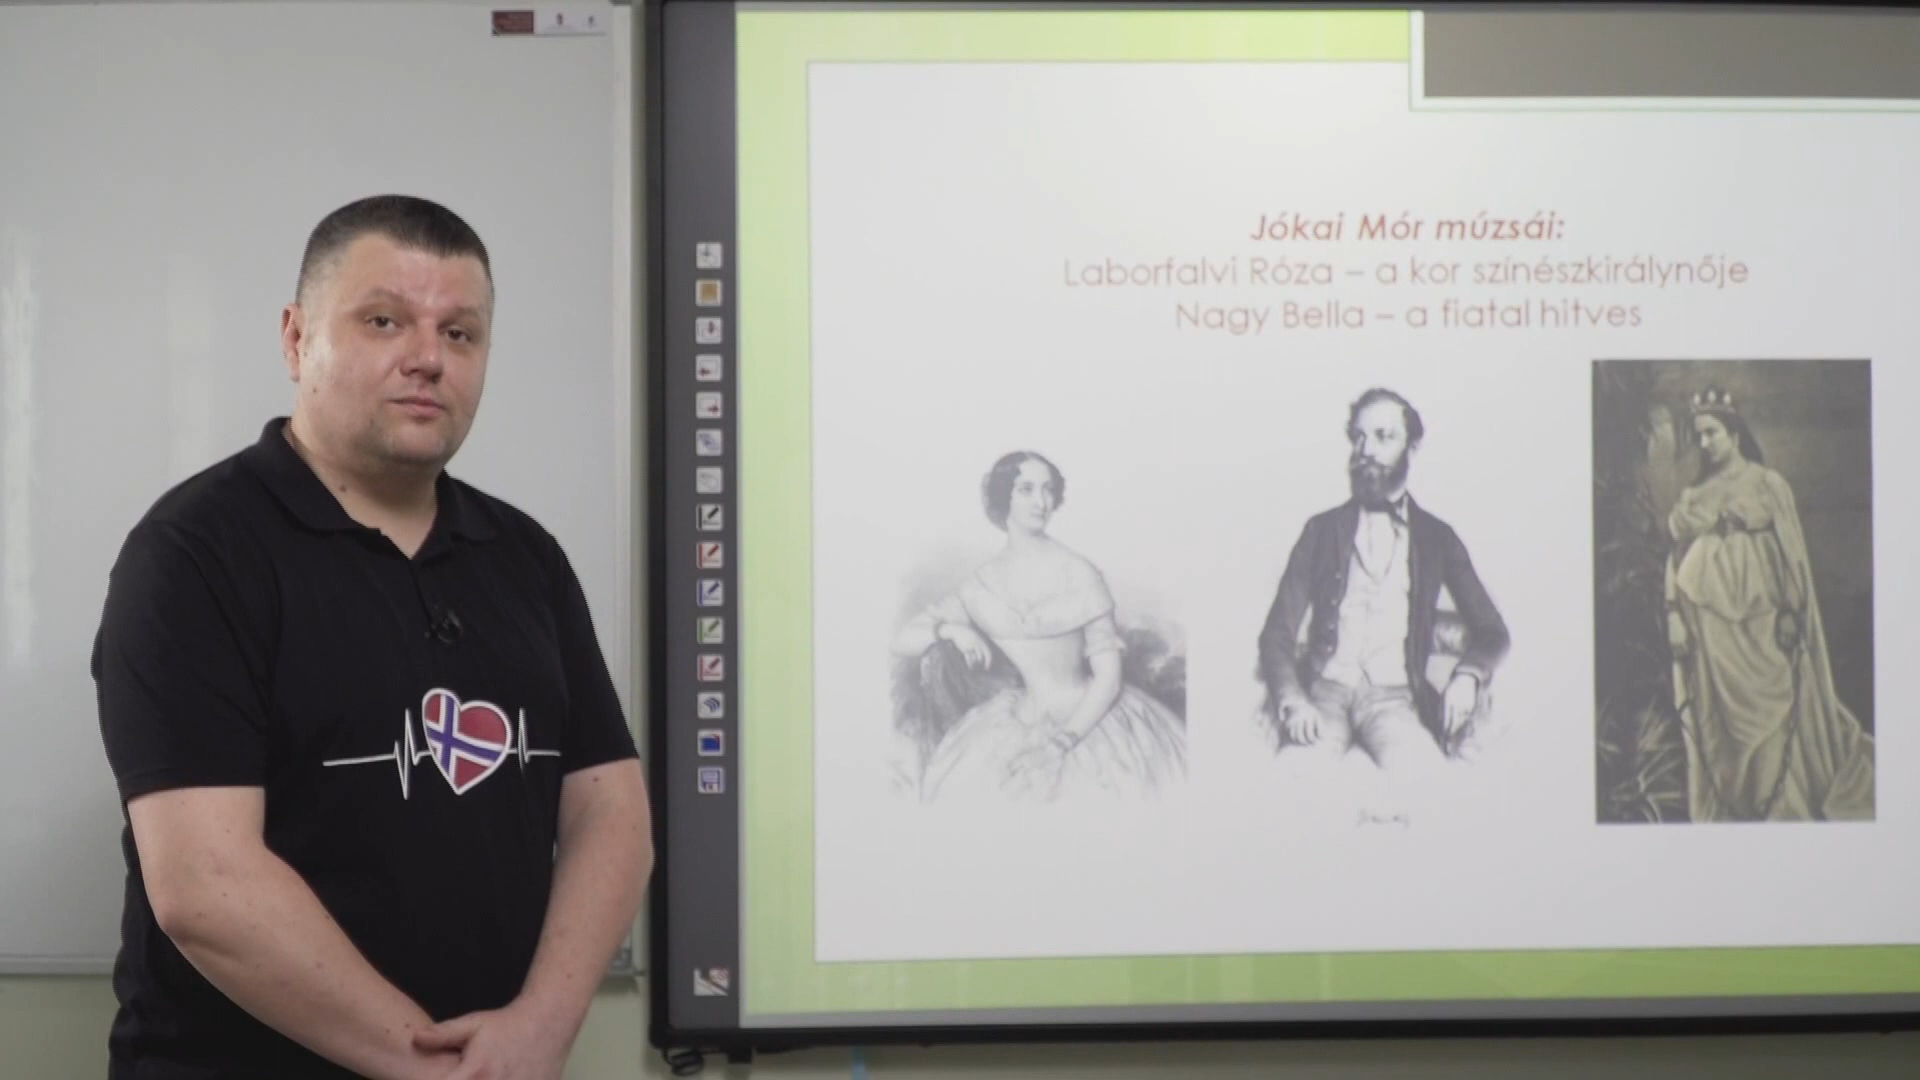 Jókai Mór múzsái:
Laborfalvi Róza – a kor színészkirálynője
Nagy Bella – a fiatal hitves